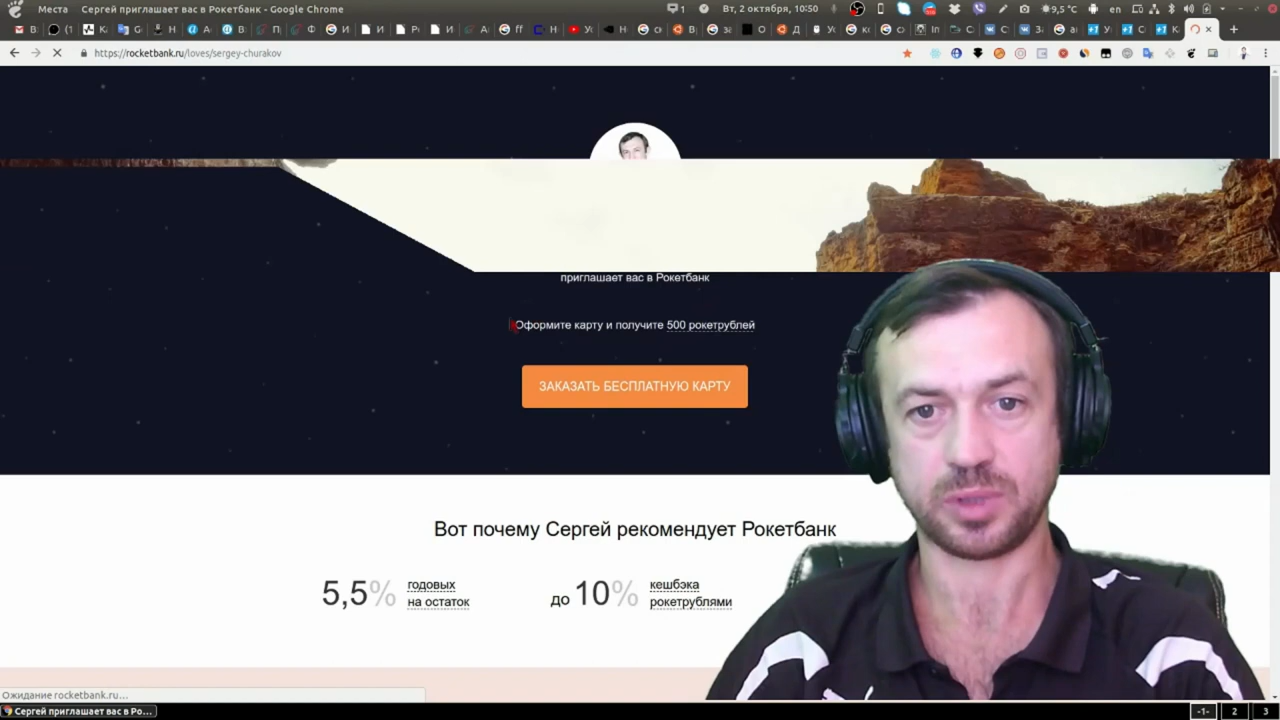 Места
Сергей приглашает вас в Рокетбанк - Google Chrome
1
Вт, 2 октября, 10:50
9,5 °C
en
https://rocketbank.ru/loves/sergey-churakov
приглашает вас в Рокетбанк
Оформите карту и получите 500 рокетрублей
ЗАКАЗАТЬ БЕСПЛАТНУЮ КАРТУ
Вот почему Сергей рекомендует Рокетбанк
5,5% годовых
на остаток
до 10% кешбэка
рокетрублями
Ожидание rocketbank.ru...
Сергей приглашает вас в Ро...
-1-
2
3